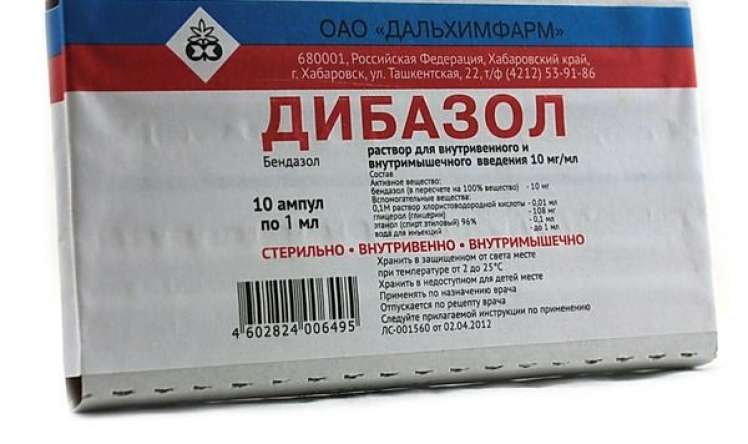 ОАО «ДАЛЬХИМФАРМ»
680001, Российская Федерация, Хабаровский край,
г. Хабаровск, ул. Ташкентская, 22, т/ф (4212) 53-91-86
ДИБАЗОЛ
Бендазол
раствор для внутривенного и
внутримышечного введения 10 мг/мл
Состав
Активное вещество:
бендазол (в пересчете на 100% вещество) - 10 мг
Вспомогательные вещества:
0,1М раствор хлористоводородной кислоты - 0,01 мл
глицерол (глицерин) - 108 мг
этанол (спирт этиловый) 96% - 0,1 мл
вода для инъекций - до 1 мл
10 ампул
по 1 мл
СТЕРИЛЬНО • ВНУТРИВЕННО • ВНУТРИМЫШЕЧНО
Хранить в защищенном от света месте
при температуре от 2 до 25°С
Хранить в недоступном для детей месте
Применять по назначению врача
Отпускается по рецепту врача
Следуйте прилагаемой инструкции по применению
ЛС-001560 от 02.04.2012
4 602824 006495